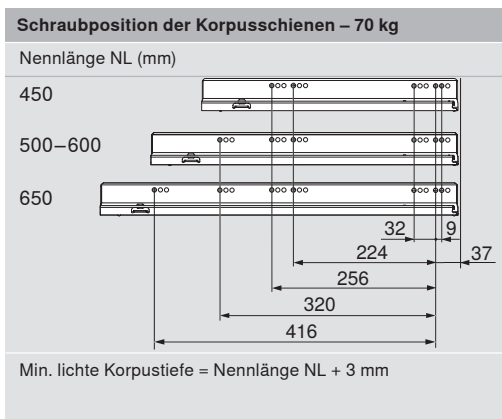 Schraubposition der Korpusschienen – 70 kg
Nennlänge NL (mm)
450
500–600
650
32 9
224 37
256
320
416
Min. lichte Korpustiefe = Nennlänge NL + 3 mm